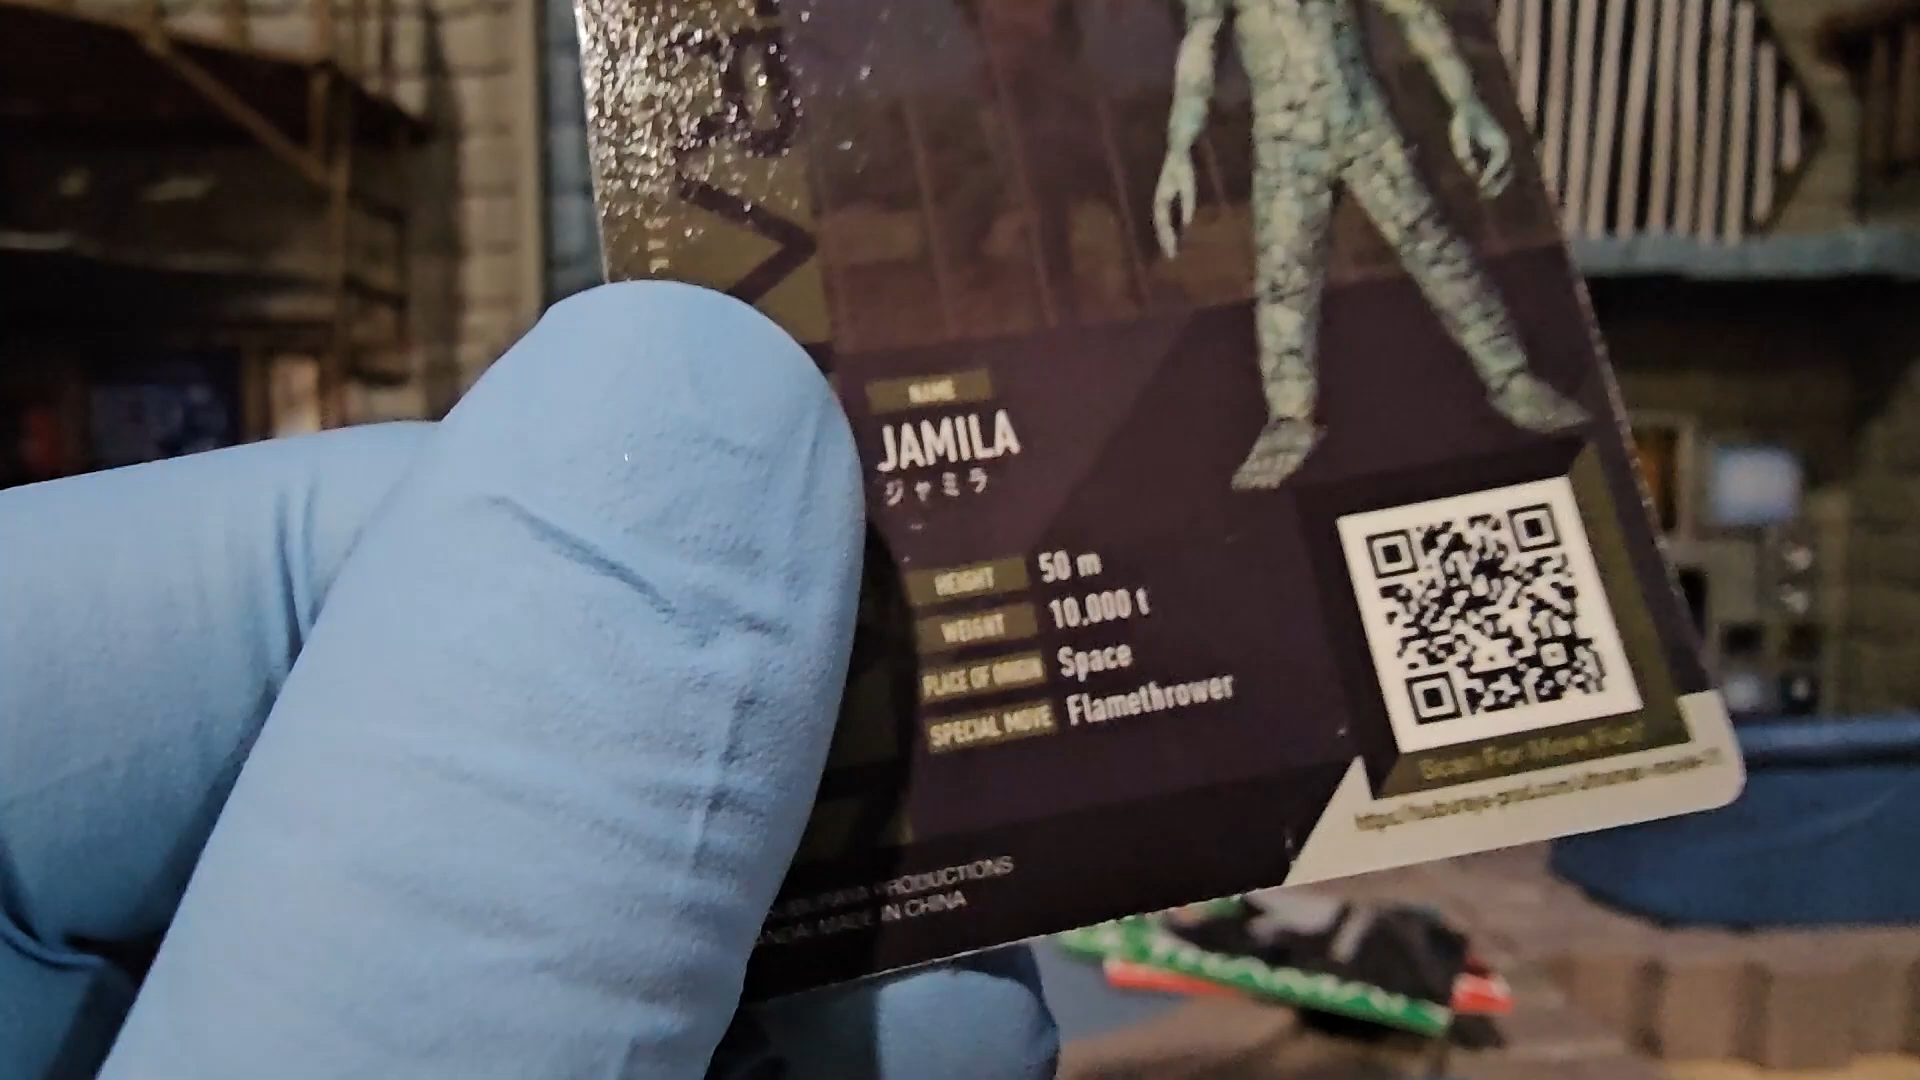 NAME
JAMILA
ジャミラ
HEIGHT 50 m
WEIGHT 10,000 t
PLACE OF ORIGIN Space
SPECIAL MOVE Flamethrower
Scan For More Fun!
PRODUCTIONS
MADE IN CHINA